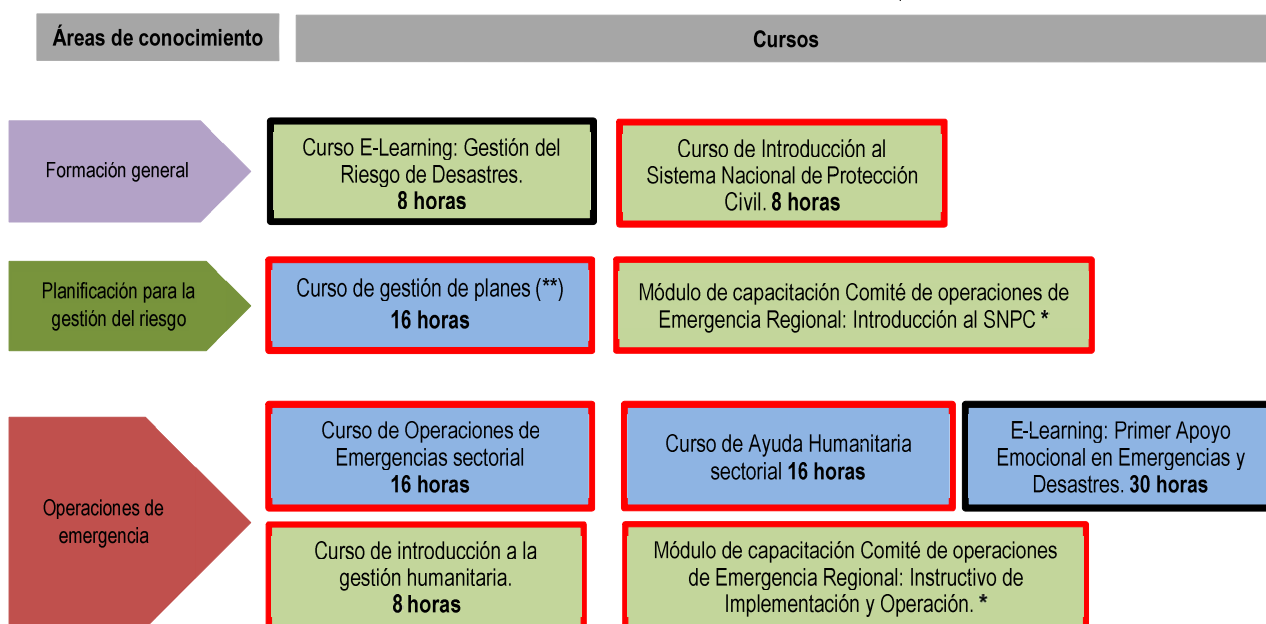 Áreas de conocimiento
Cursos
Formación general
Curso E-Learning: Gestión del
Riesgo de Desastres.
8 horas
Curso de Introducción al
Sistema Nacional de Protección
Civil. 8 horas
Planificación para la
gestión del riesgo
Curso de gestión de planes (**)
16 horas
Módulo de capacitación Comité de operaciones de
Emergencia Regional: Introducción al SNPC *
Operaciones de
emergencia
Curso de Operaciones de
Emergencias sectorial
16 horas
Curso de Ayuda Humanitaria
sectorial 16 horas
E-Learning: Primer Apoyo
Emocional en Emergencias y
Desastres. 30 horas
Curso de introducción a la
gestión humanitaria.
8 horas
Módulo de capacitación Comité de operaciones
de Emergencia Regional: Instructivo de
Implementación y Operación. *